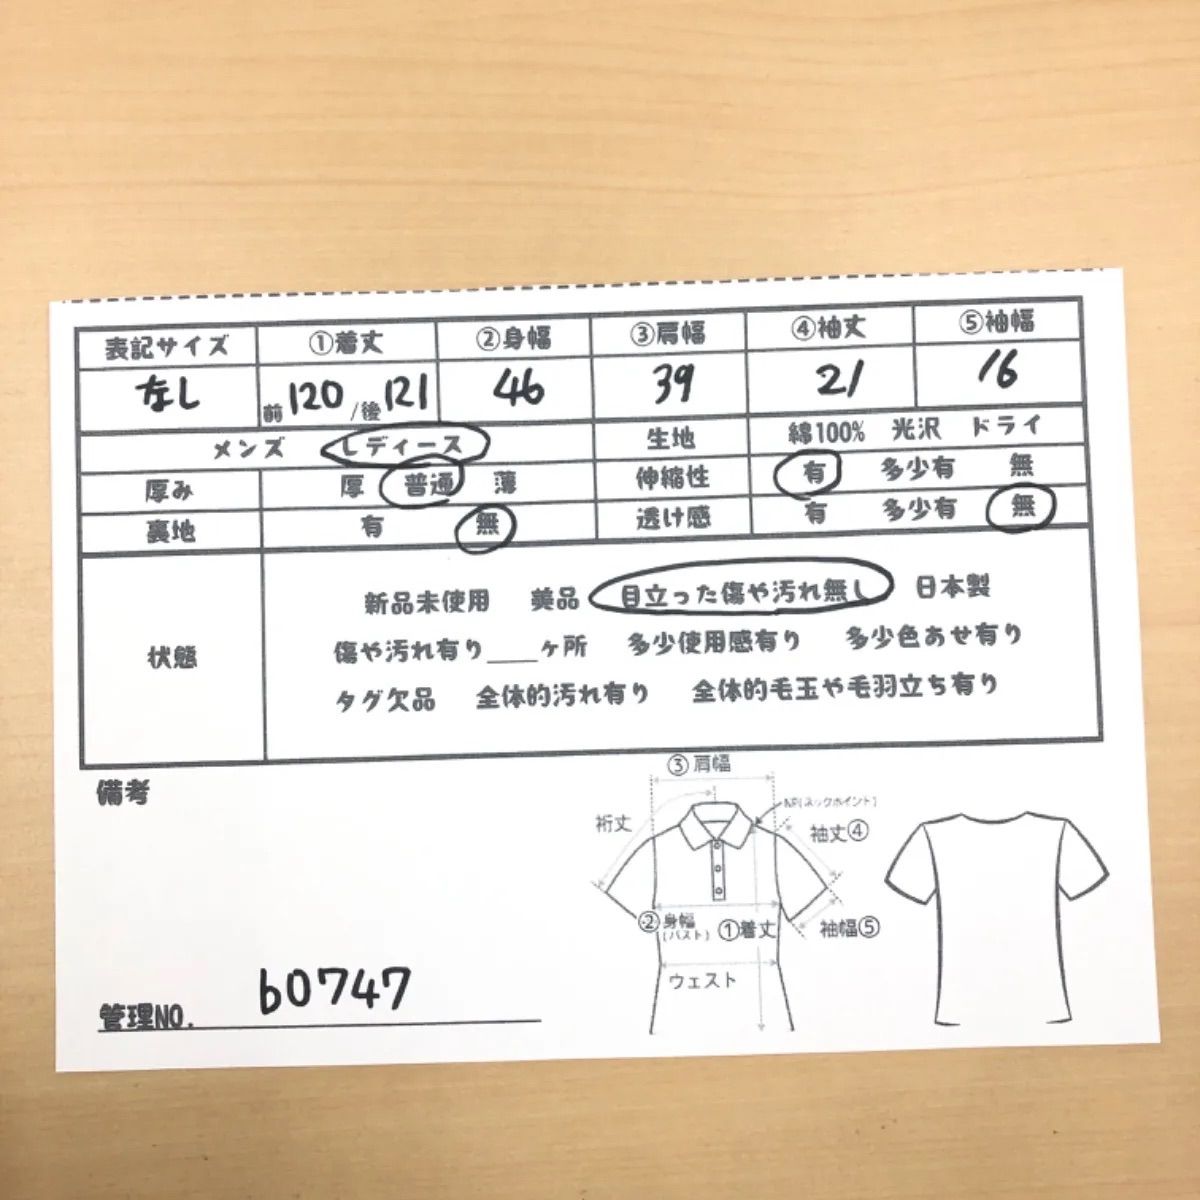 表記サイズ ①着丈 ②身幅 ③肩幅 ④袖丈 ⑤袖幅
なし 前120/後121 46 39 21 16
メンズ レディース 生地 綿100% 光沢 ドライ
厚み 厚 普通 薄 伸縮性 有 多少有 無
裏地 有 無 透け感 有 多少有 無
状態
新品未使用 美品 目立った傷や汚れ無し 日本製
傷や汚れ有り____ヶ所 多少使用感有り 多少色あせ有り
タグ欠品 全体的汚れ有り 全体的毛玉や毛羽立ち有り
備考
③肩幅
NP(ネックポイント)
裄丈
袖丈④
②身幅
(バスト)
①着丈
袖幅⑤
ウェスト
管理NO. b0747